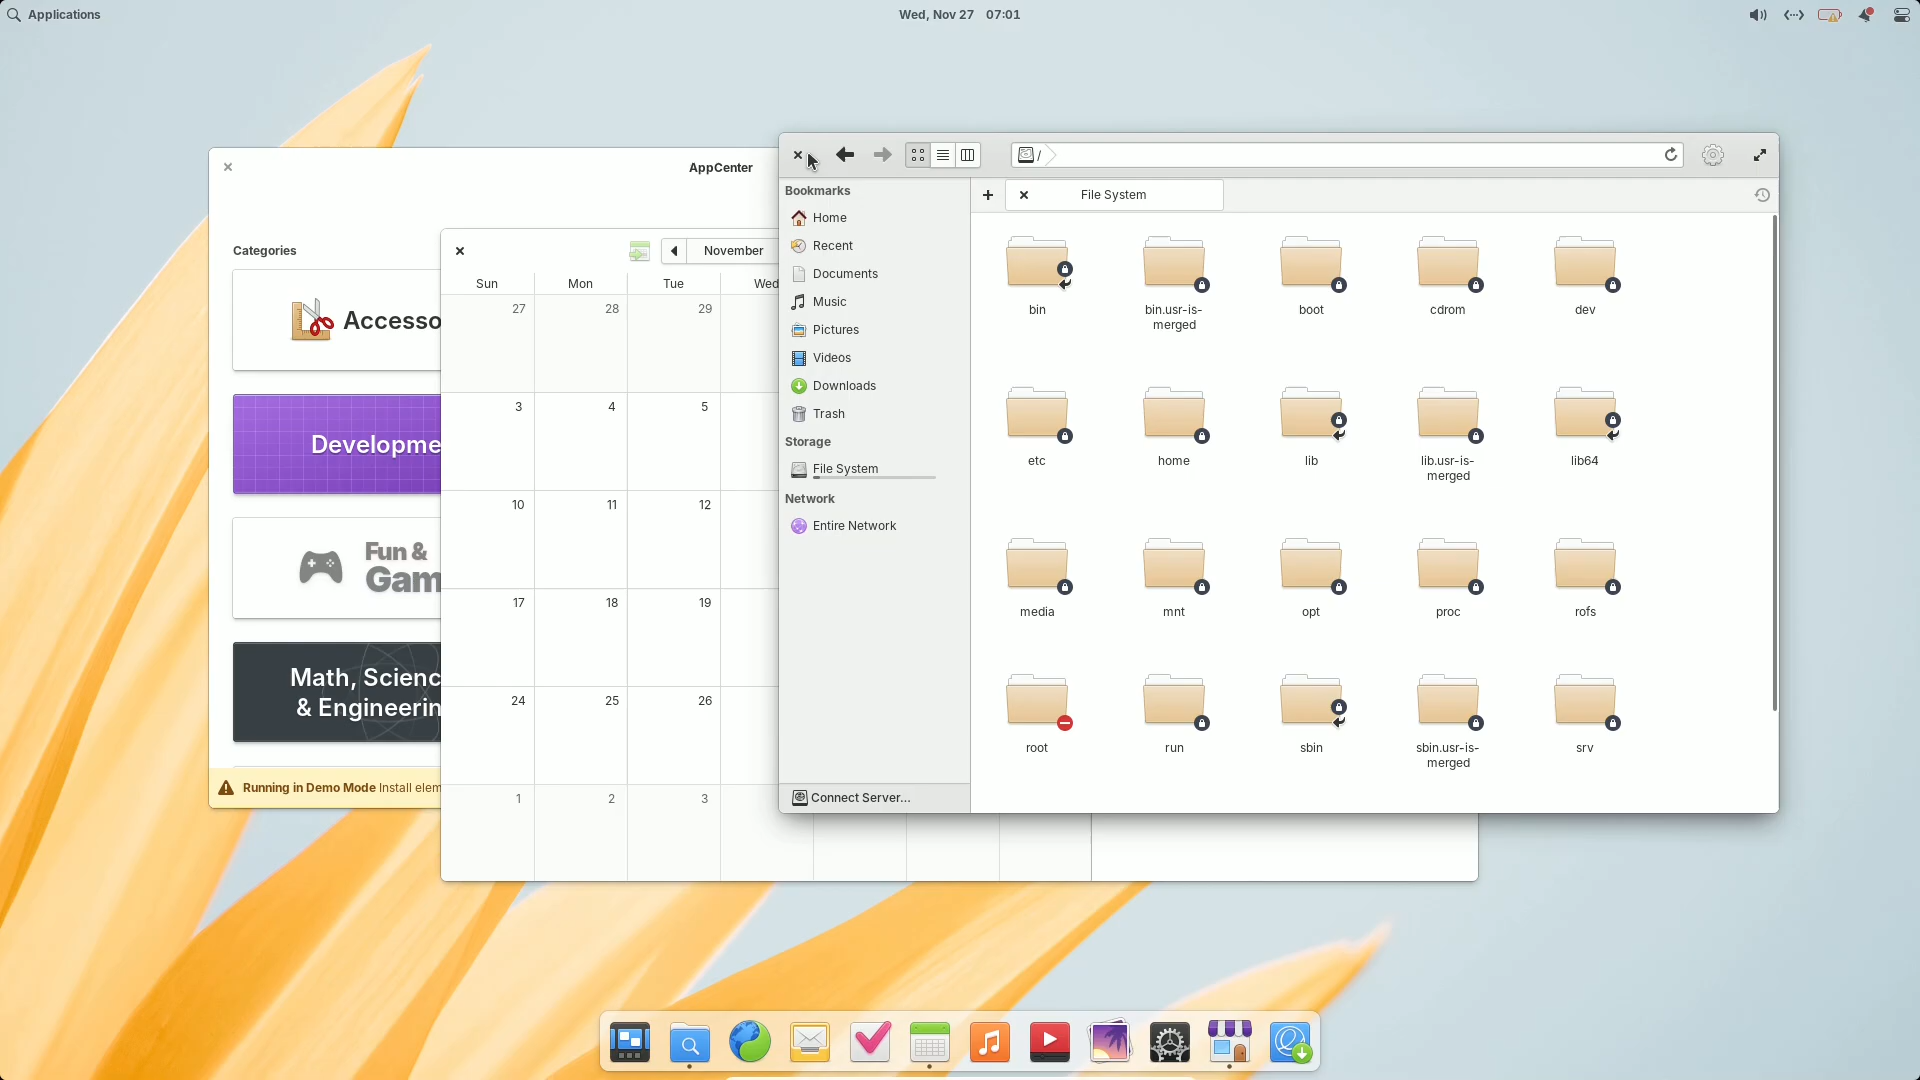 Applications
Wed, Nov 27 07:01
AppCenter
Categories
Accesso
Developme
Fun &
Gam
Math, Scienc
& Engineerin
Running in Demo Mode Install elem
November
Sun Mon Tue Wed
27 28 29
3 4 5
10 11 12
17 18 19
24 25 26
1 2 3
/
Bookmarks
Home
Recent
Documents
Music
Pictures
Videos
Downloads
Trash
Storage
File System
Network
Entire Network
Connect Server...
File System
bin
bin.usr-is-
merged
boot
cdrom
dev
etc
home
lib
lib.usr-is-
merged
lib64
media
mnt
opt
proc
rofs
root
run
sbin
sbin.usr-is-
merged
srv